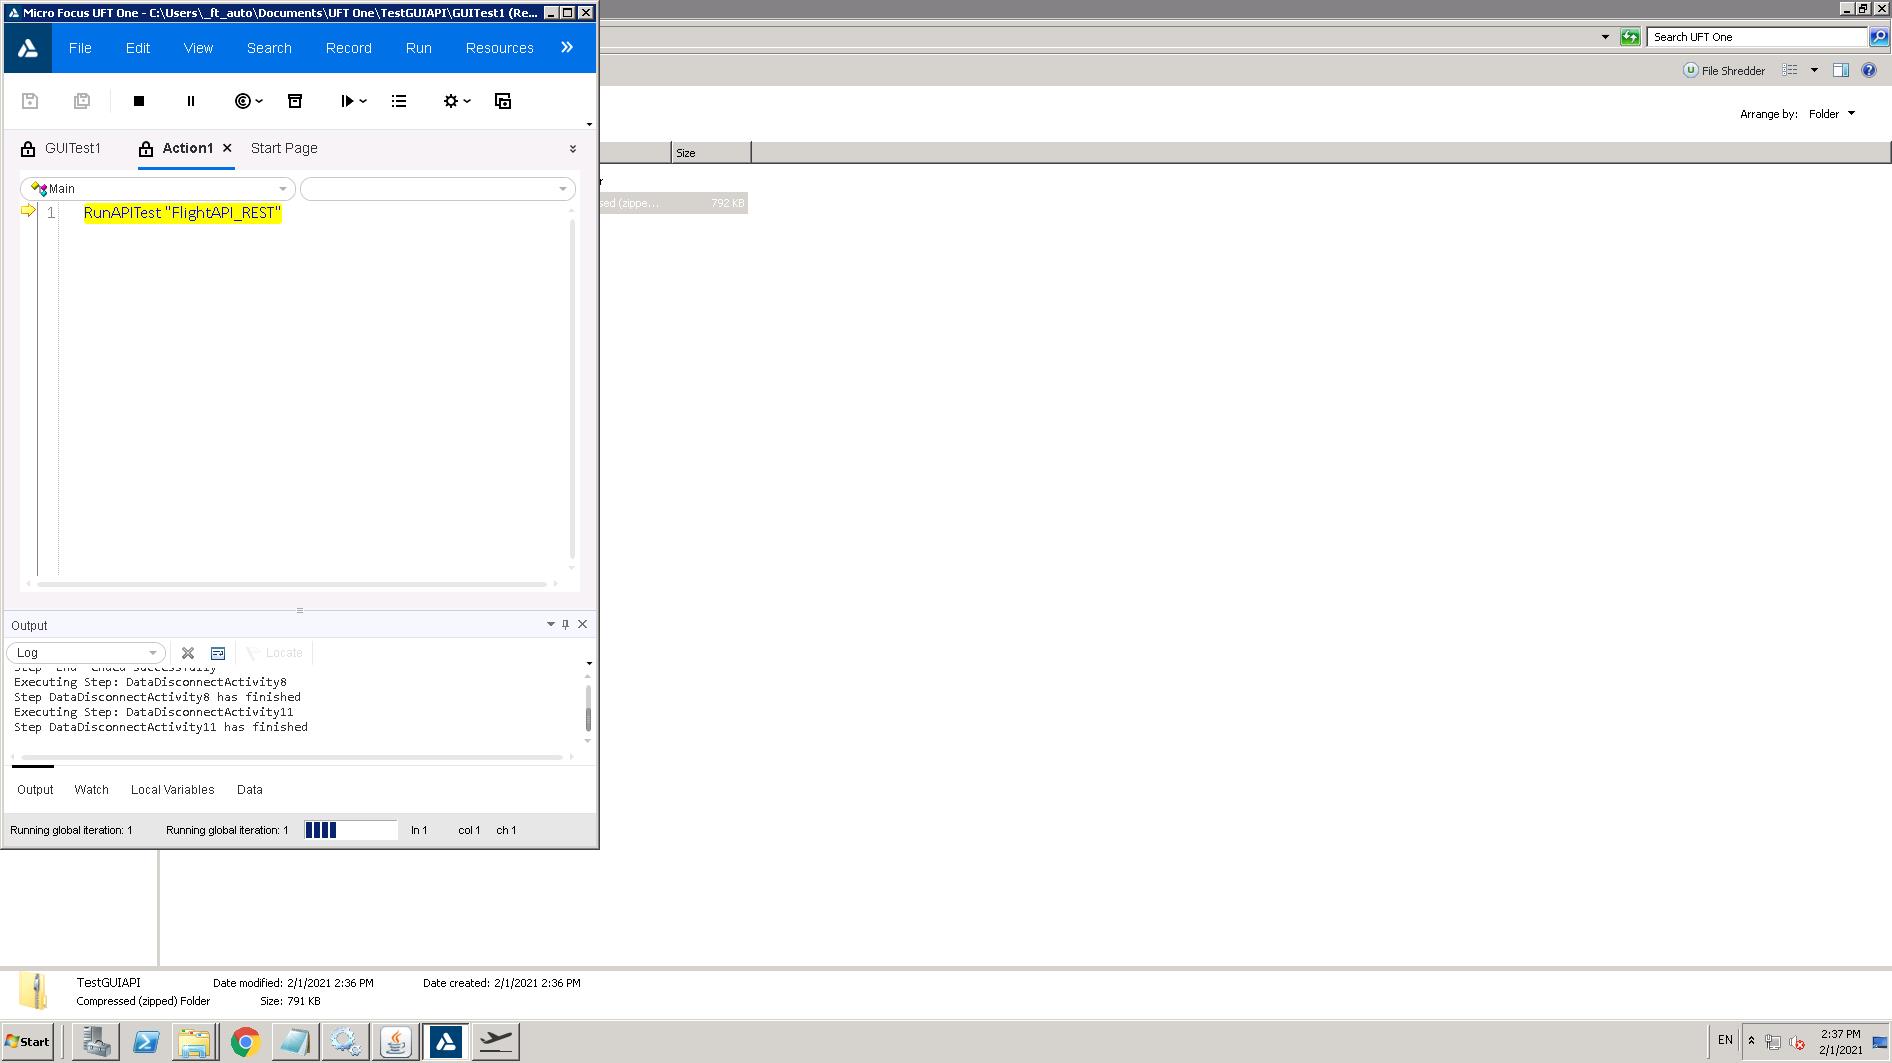 Micro Focus UFT One - C:\Users\_ft_auto\Documents\UFT One\TestGUIAPI\GUITest1 (Re...
File Edit View Search Record Run Resources
Search UFT One
File Shredder
Arrange by: Folder
GUITest1 Action1 Start Page
Size
Main
r
1 RunAPITest "FlightAPI_REST"
sed (zippe... 792 KB
Output
Log Locate
Step "End" ended successfully
Executing Step: DataDisconnectActivity8
Step DataDisconnectActivity8 has finished
Executing Step: DataDisconnectActivity11
Step DataDisconnectActivity11 has finished
Output Watch Local Variables Data
Running global iteration: 1 Running global iteration: 1 ln 1 col 1 ch 1
TestGUIAPI Date modified: 2/1/2021 2:36 PM Date created: 2/1/2021 2:36 PM
Compressed (zipped) Folder Size: 791 KB
Start EN 2:37 PM
2/1/2021